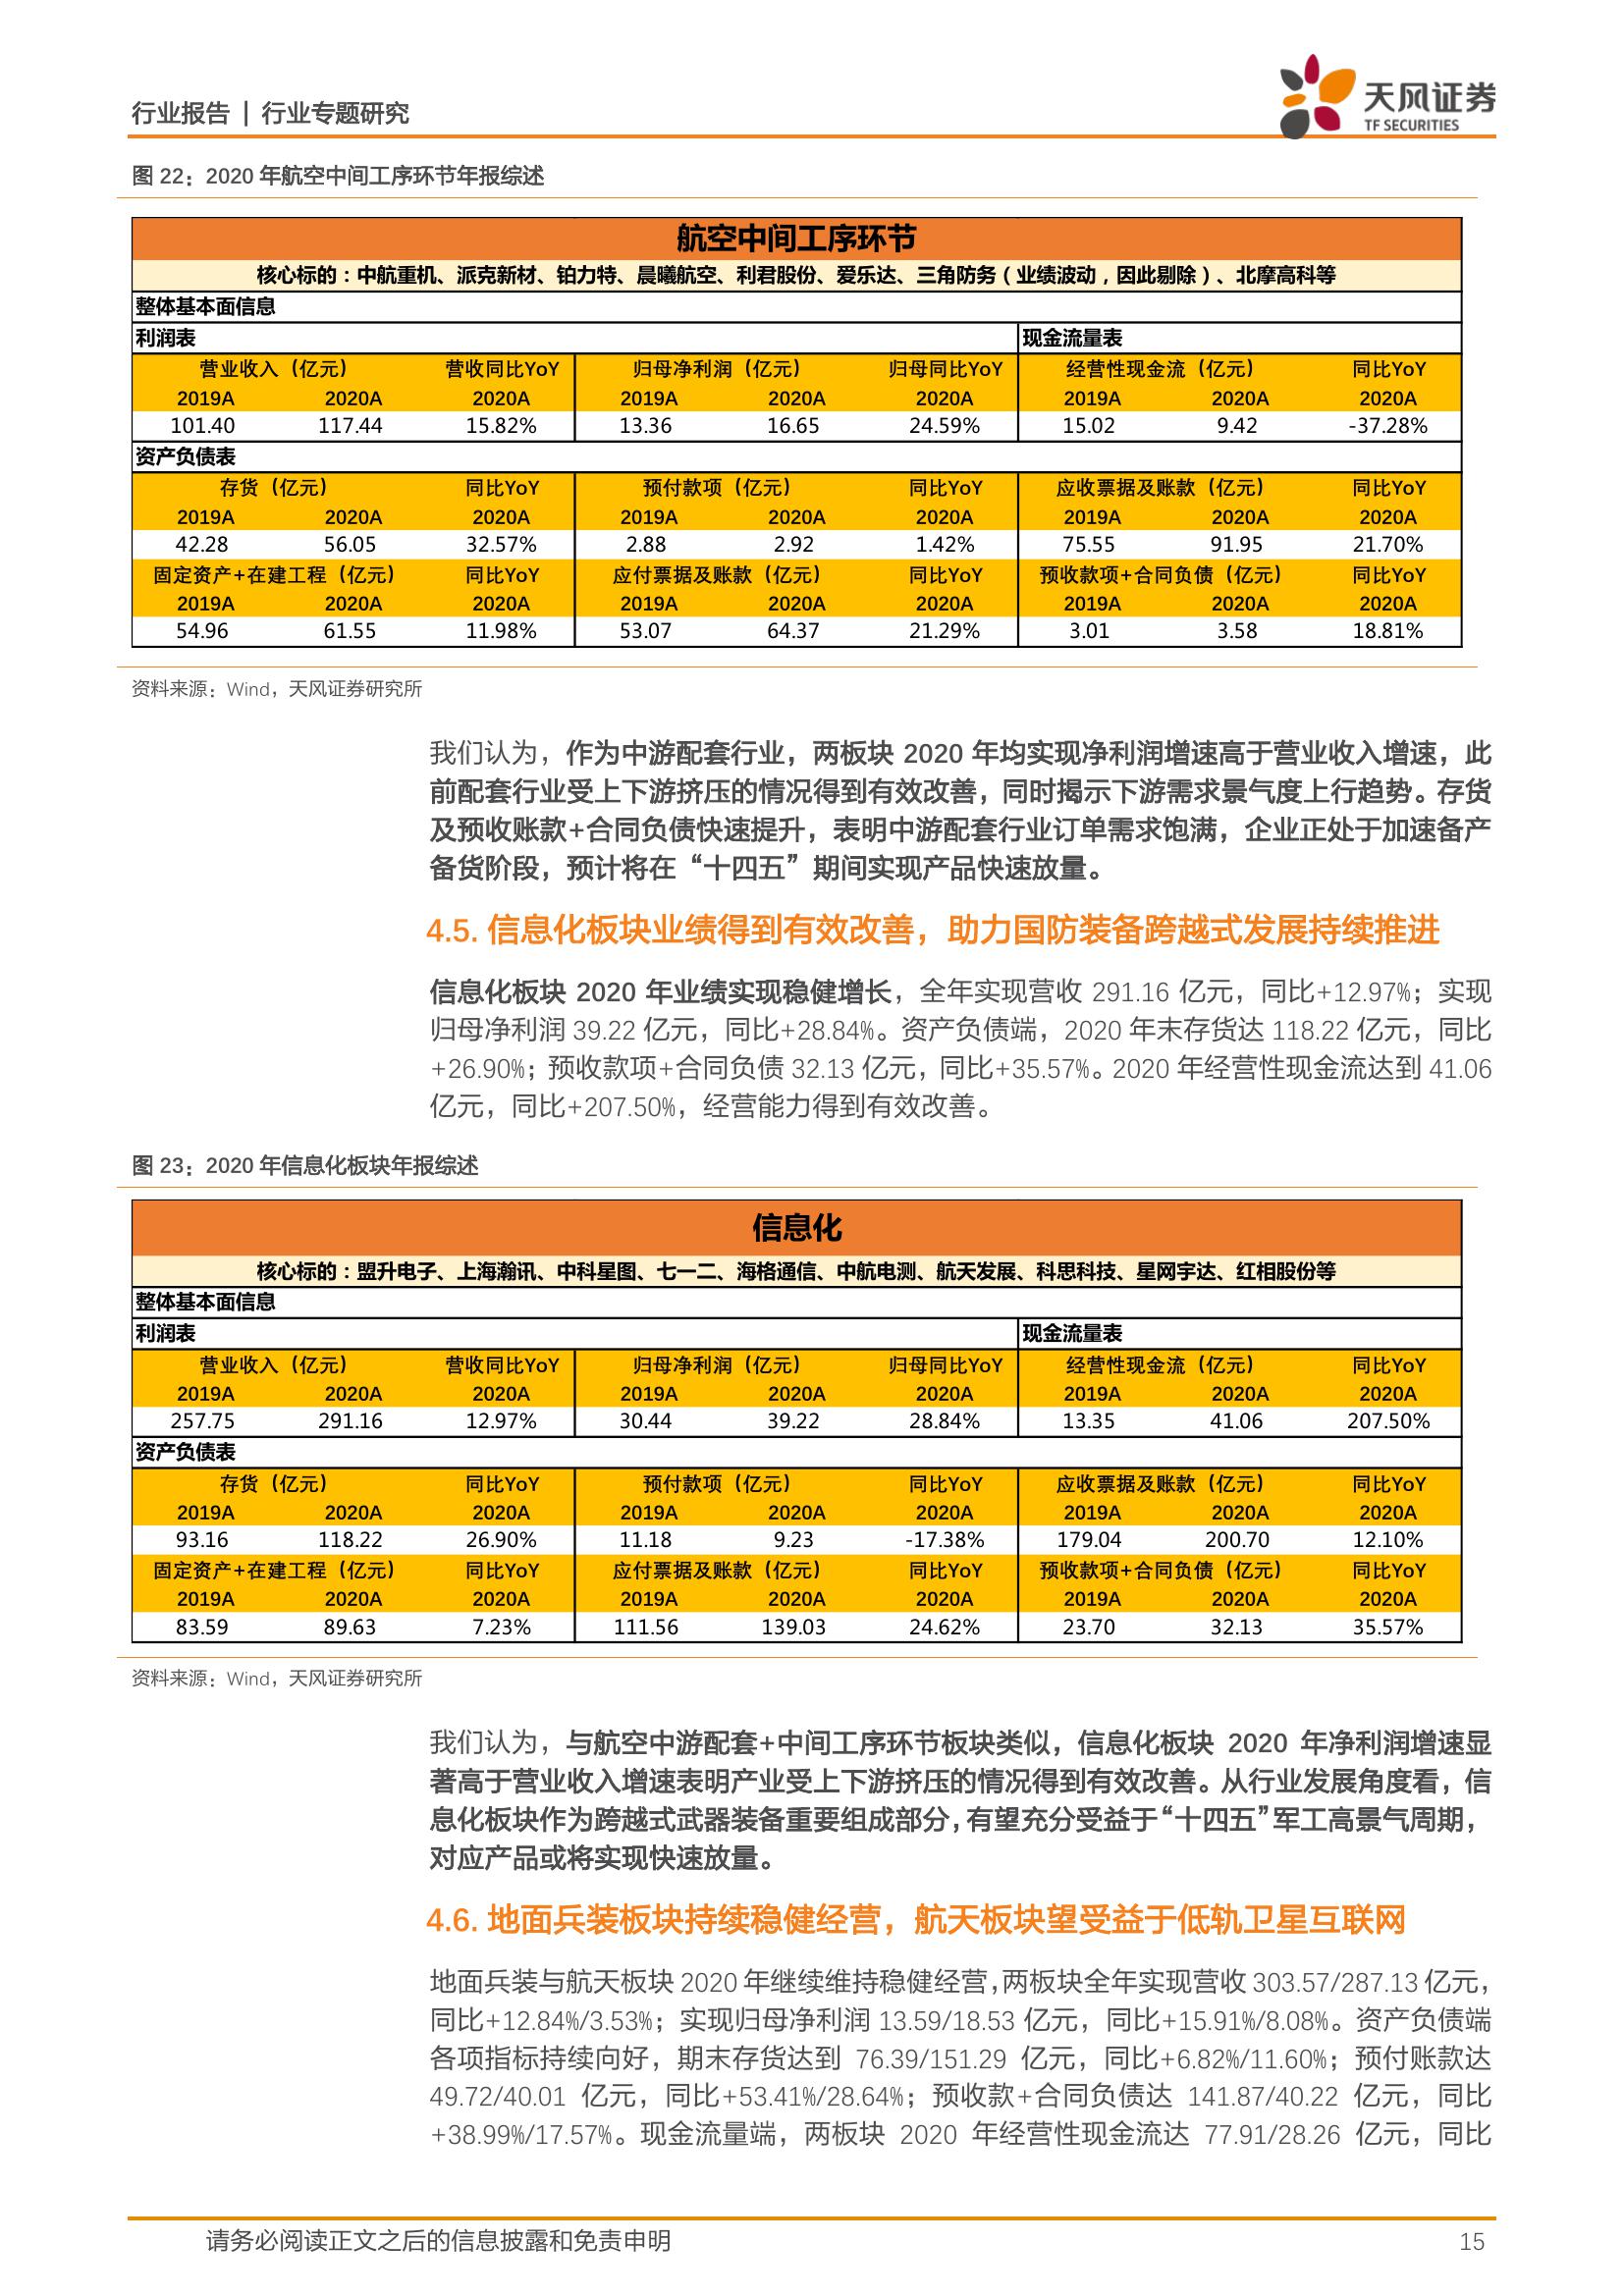 行业报告 | 行业专题研究
天风证券
TF SECURITIES
图 22：2020 年航空中间工序环节年报综述
航空中间工序环节
核心标的：中航重机、派克新材、铂力特、晨曦航空、利君股份、爱乐达、三角防务（业绩波动，因此剔除）、北摩高科等
整体基本面信息
利润表 现金流量表
营业收入（亿元） 营收同比YoY 归母净利润（亿元） 归母同比YoY 经营性现金流（亿元） 同比YoY
2019A 2020A 2020A 2019A 2020A 2020A 2019A 2020A 2020A
101.40 117.44 15.82% 13.36 16.65 24.59% 15.02 9.42 -37.28%
资产负债表
存货（亿元） 同比YoY 预付款项（亿元） 同比YoY 应收票据及账款（亿元） 同比YoY
2019A 2020A 2020A 2019A 2020A 2020A 2019A 2020A 2020A
42.28 56.05 32.57% 2.88 2.92 1.42% 75.55 91.95 21.70%
固定资产+在建工程（亿元） 同比YoY 应付票据及账款（亿元） 同比YoY 预收款项+合同负债（亿元） 同比YoY
2019A 2020A 2020A 2019A 2020A 2020A 2019A 2020A 2020A
54.96 61.55 11.98% 53.07 64.37 21.29% 3.01 3.58 18.81%
资料来源：Wind，天风证券研究所
我们认为，作为中游配套行业，两板块 2020 年均实现净利润增速高于营业收入增速，此
前配套行业受上下游挤压的情况得到有效改善，同时揭示下游需求景气度上行趋势。存货
及预收账款+合同负债快速提升，表明中游配套行业订单需求饱满，企业正处于加速备产
备货阶段，预计将在“十四五”期间实现产品快速放量。
4.5. 信息化板块业绩得到有效改善，助力国防装备跨越式发展持续推进
信息化板块 2020 年业绩实现稳健增长，全年实现营收 291.16 亿元，同比+12.97%；实现
归母净利润 39.22 亿元，同比+28.84%。资产负债端，2020 年末存货达 118.22 亿元，同比
+26.90%；预收款项+合同负债 32.13 亿元，同比+35.57%。2020 年经营性现金流达到 41.06
亿元，同比+207.50%，经营能力得到有效改善。
图 23：2020 年信息化板块年报综述
信息化
核心标的：盟升电子、上海瀚讯、中科星图、七一二、海格通信、中航电测、航天发展、科思科技、星网宇达、红相股份等
整体基本面信息
利润表 现金流量表
营业收入（亿元） 营收同比YoY 归母净利润（亿元） 归母同比YoY 经营性现金流（亿元） 同比YoY
2019A 2020A 2020A 2019A 2020A 2020A 2019A 2020A 2020A
257.75 291.16 12.97% 30.44 39.22 28.84% 13.35 41.06 207.50%
资产负债表
存货（亿元） 同比YoY 预付款项（亿元） 同比YoY 应收票据及账款（亿元） 同比YoY
2019A 2020A 2020A 2019A 2020A 2020A 2019A 2020A 2020A
93.16 118.22 26.90% 11.18 9.23 -17.38% 179.04 200.70 12.10%
固定资产+在建工程（亿元） 同比YoY 应付票据及账款（亿元） 同比YoY 预收款项+合同负债（亿元） 同比YoY
2019A 2020A 2020A 2019A 2020A 2020A 2019A 2020A 2020A
83.59 89.63 7.23% 111.56 139.03 24.62% 23.70 32.13 35.57%
资料来源：Wind，天风证券研究所
我们认为，与航空中游配套+中间工序环节板块类似，信息化板块 2020 年净利润增速显
著高于营业收入增速表明产业受上下游挤压的情况得到有效改善。从行业发展角度看，信
息化板块作为跨越式武器装备重要组成部分，有望充分受益于“十四五”军工高景气周期，
对应产品或将实现快速放量。
4.6. 地面兵装板块持续稳健经营，航天板块望受益于低轨卫星互联网
地面兵装与航天板块 2020 年继续维持稳健经营，两板块全年实现营收 303.57/287.13 亿元，
同比+12.84%/3.53%；实现归母净利润 13.59/18.53 亿元，同比+15.91%/8.08%。资产负债端
各项指标持续向好，期末存货达到 76.39/151.29 亿元，同比+6.82%/11.60%；预付账款达
49.72/40.01 亿元，同比+53.41%/28.64%；预收款+合同负债达 141.87/40.22 亿元，同比
+38.99%/17.57%。现金流量端，两板块 2020 年经营性现金流达 77.91/28.26 亿元，同比
请务必阅读正文之后的信息披露和免责申明 15